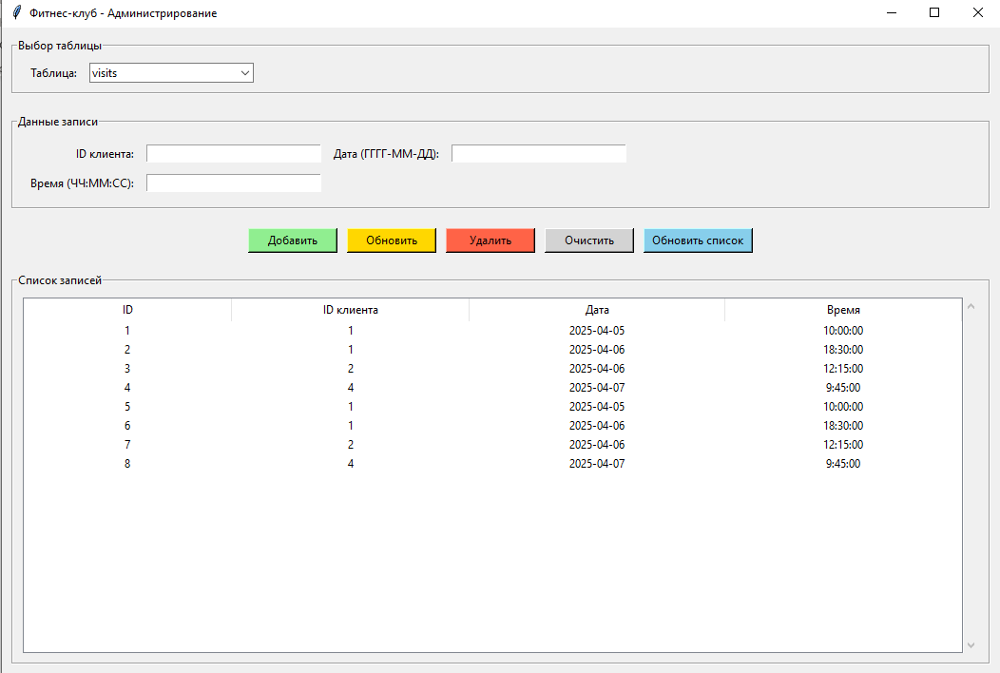 Фитнес-клуб - Администрирование
Выбор таблицы
Таблица: visits
Данные записи
ID клиента: Дата (ГГГГ-ММ-ДД):
Время (ЧЧ:ММ:СС):
Добавить Обновить Удалить Очистить Обновить список
Список записей
ID ID клиента Дата Время
1 1 2025-04-05 10:00:00
2 1 2025-04-06 18:30:00
3 2 2025-04-06 12:15:00
4 4 2025-04-07 9:45:00
5 1 2025-04-05 10:00:00
6 1 2025-04-06 18:30:00
7 2 2025-04-06 12:15:00
8 4 2025-04-07 9:45:00